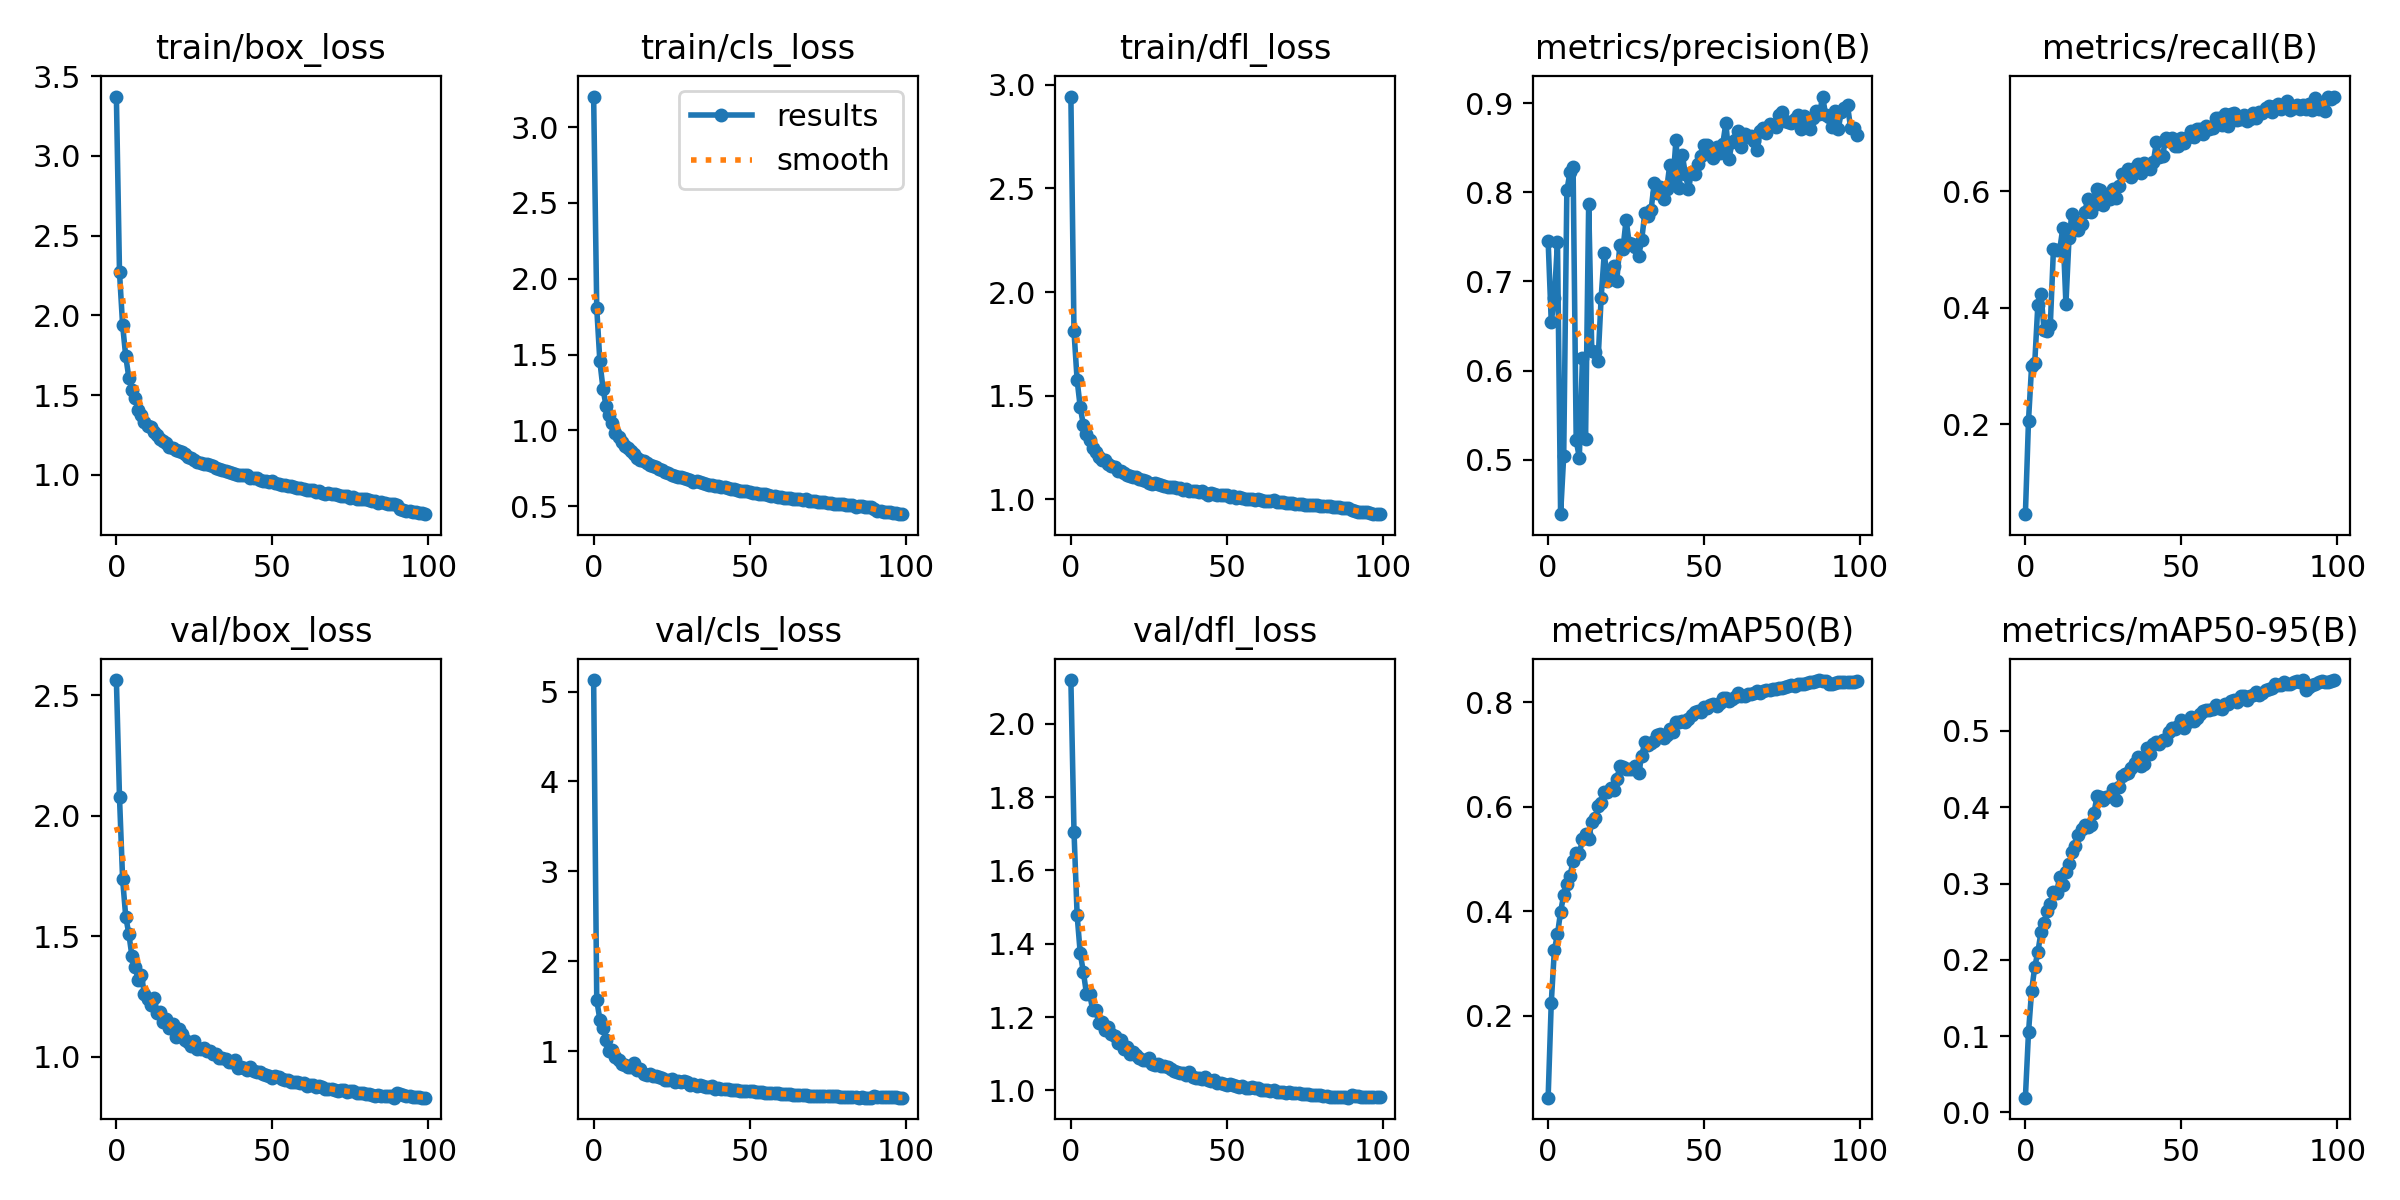 train/box_loss
3.5
3.0
2.5
2.0
1.5
1.0
0 50 100
train/cls_loss
results
smooth
3.0
2.5
2.0
1.5
1.0
0.5
0 50 100
train/dfl_loss
3.0
2.5
2.0
1.5
1.0
0 50 100
metrics/precision(B)
0.9
0.8
0.7
0.6
0.5
0 50 100
metrics/recall(B)
0.6
0.4
0.2
0 50 100
val/box_loss
2.5
2.0
1.5
1.0
0 50 100
val/cls_loss
5
4
3
2
1
0 50 100
val/dfl_loss
2.0
1.8
1.6
1.4
1.2
1.0
0 50 100
metrics/mAP50(B)
0.8
0.6
0.4
0.2
0 50 100
metrics/mAP50-95(B)
0.5
0.4
0.3
0.2
0.1
0.0
0 50 100